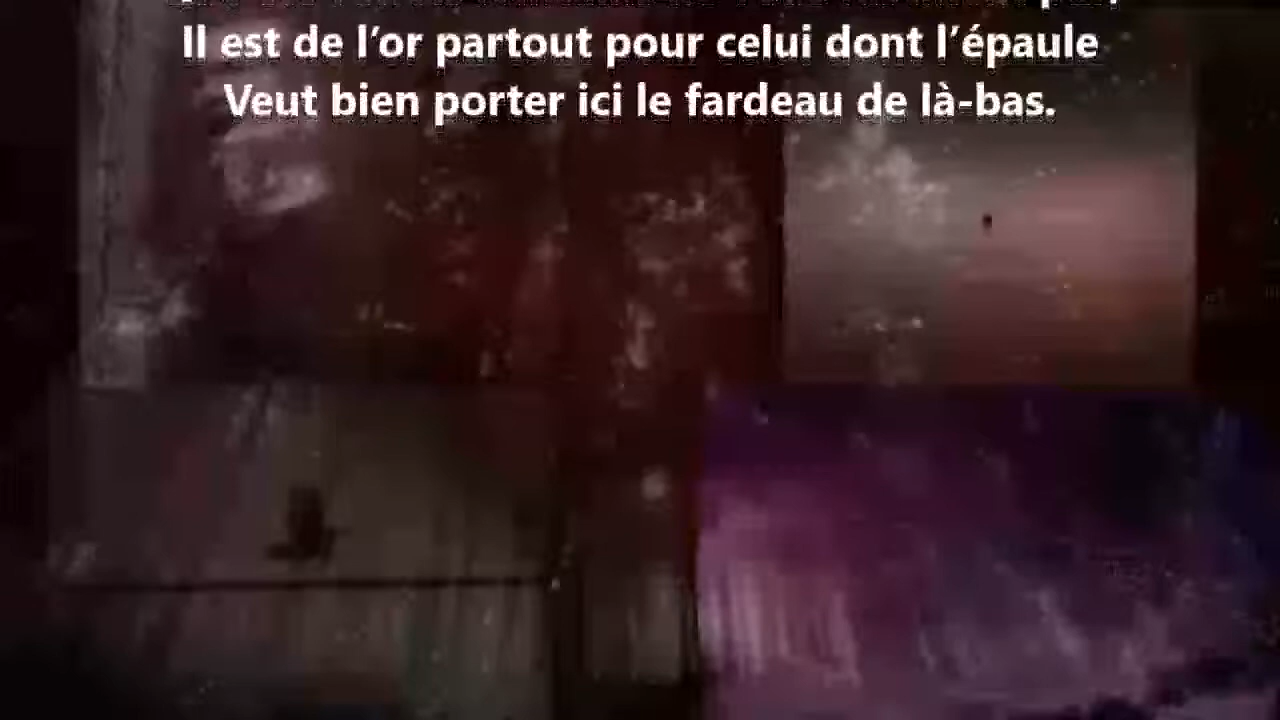 Il est de l’or partout pour celui dont l’épaule
Veut bien porter ici le fardeau de là-bas.